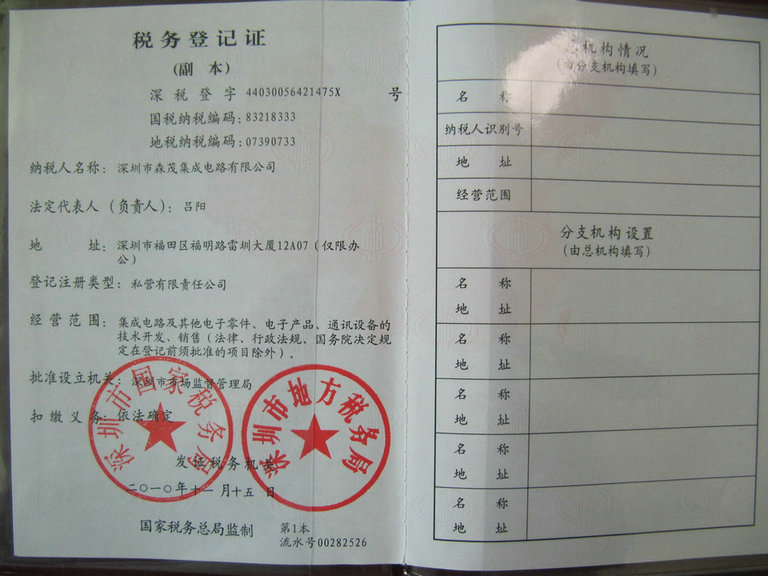 税务登记证
(副 本)
深 税 登 字 44030056421475X 号
国税纳税编码: 83218333
地税纳税编码: 07390733
纳税人名称: 深圳市森茂集成电路有限公司
法定代表人 (负责人): 吕阳
地 址: 深圳市福田区福明路雷圳大厦12A07 (仅限办
公)
登记注册类型: 私营有限责任公司
经 营 范 围: 集成电路及其他电子零件、电子产品、通讯设备的
技术开发、销售 (法律、行政法规、国务院决定规
定在登记前须批准的项目除外)。
批准设立机关: 深圳市市场监督管理局
扣 缴 义 务: 依法确定
深圳市国家税务局
深圳市地方税务局
发证税务机关
二〇一〇年十一月十五 日
国家税务总局监制
第1本
流水号00282526
总机构情况
(由分支机构填写)
名 称
纳税人识别号
地 址
经营范围
分支机构设置
(由总机构填写)
名 称
地 址
名 称
地 址
名 称
地 址
名 称
地 址
名 称
地 址